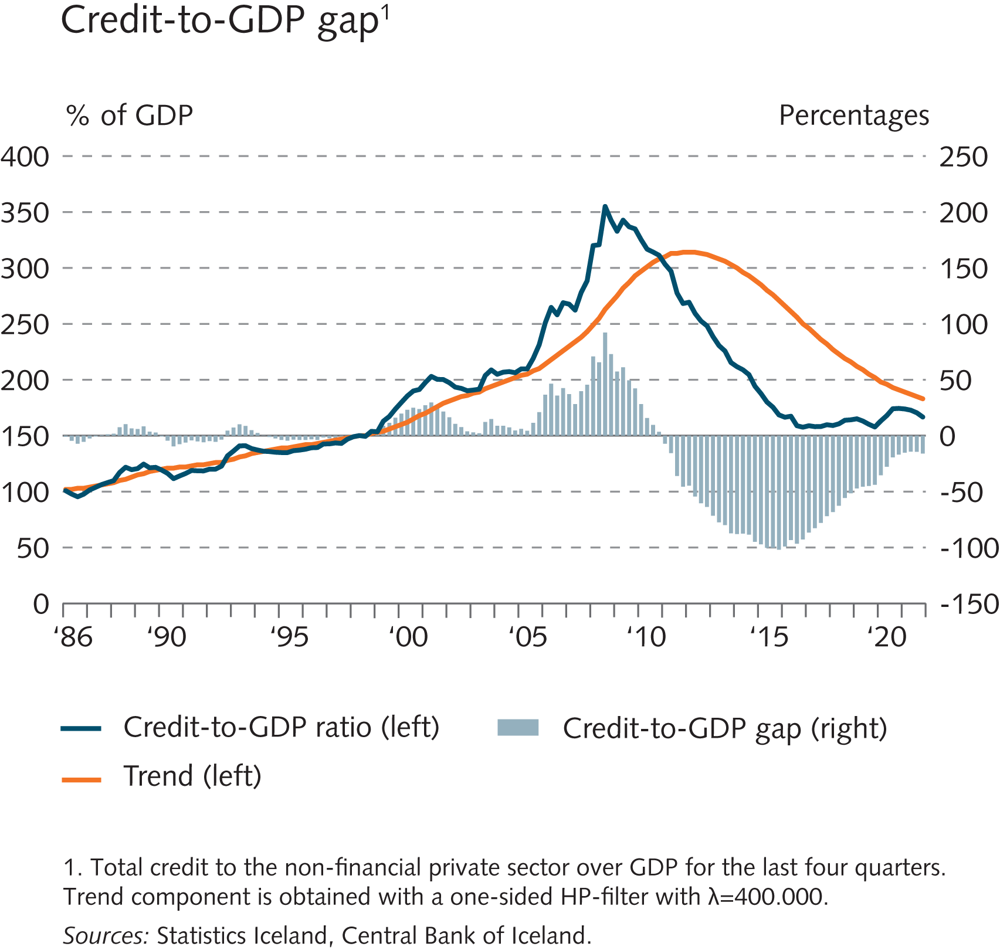 Credit-to-GDP gap¹
% of GDP Percentages
400 250
350 200
300 150
250 100
200 50
150 0
100 -50
50 -100
0 -150
‘86 ‘90 ‘95 ‘00 ‘05 ‘10 ‘15 ‘20
Credit-to-GDP ratio (left) Credit-to-GDP gap (right)
Trend (left)
1. Total credit to the non-financial private sector over GDP for the last four quarters.
Trend component is obtained with a one-sided HP-filter with λ=400.000.
Sources: Statistics Iceland, Central Bank of Iceland.